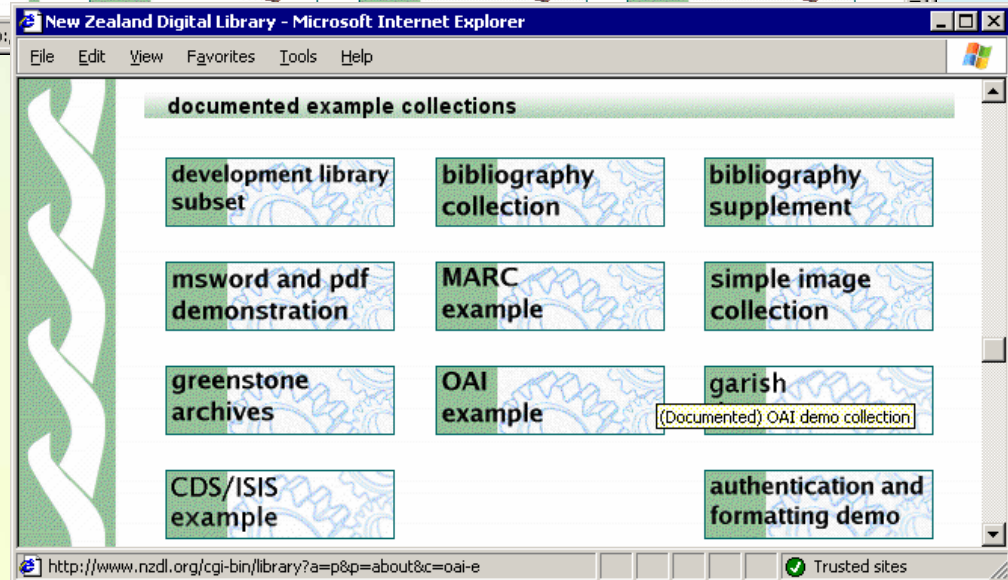 New Zealand Digital Library - Microsoft Internet Explorer
File Edit View Favorites Tools Help
documented example collections
development library
subset
bibliography
collection
bibliography
supplement
msword and pdf
demonstration
MARC
example
simple image
collection
greenstone
archives
OAI
example
garish
(Documented) OAI demo collection
CDS/ISIS
example
authentication and
formatting demo
http://www.nzdl.org/cgi-bin/library?a=p&p=about&c=oai-e
Trusted sites